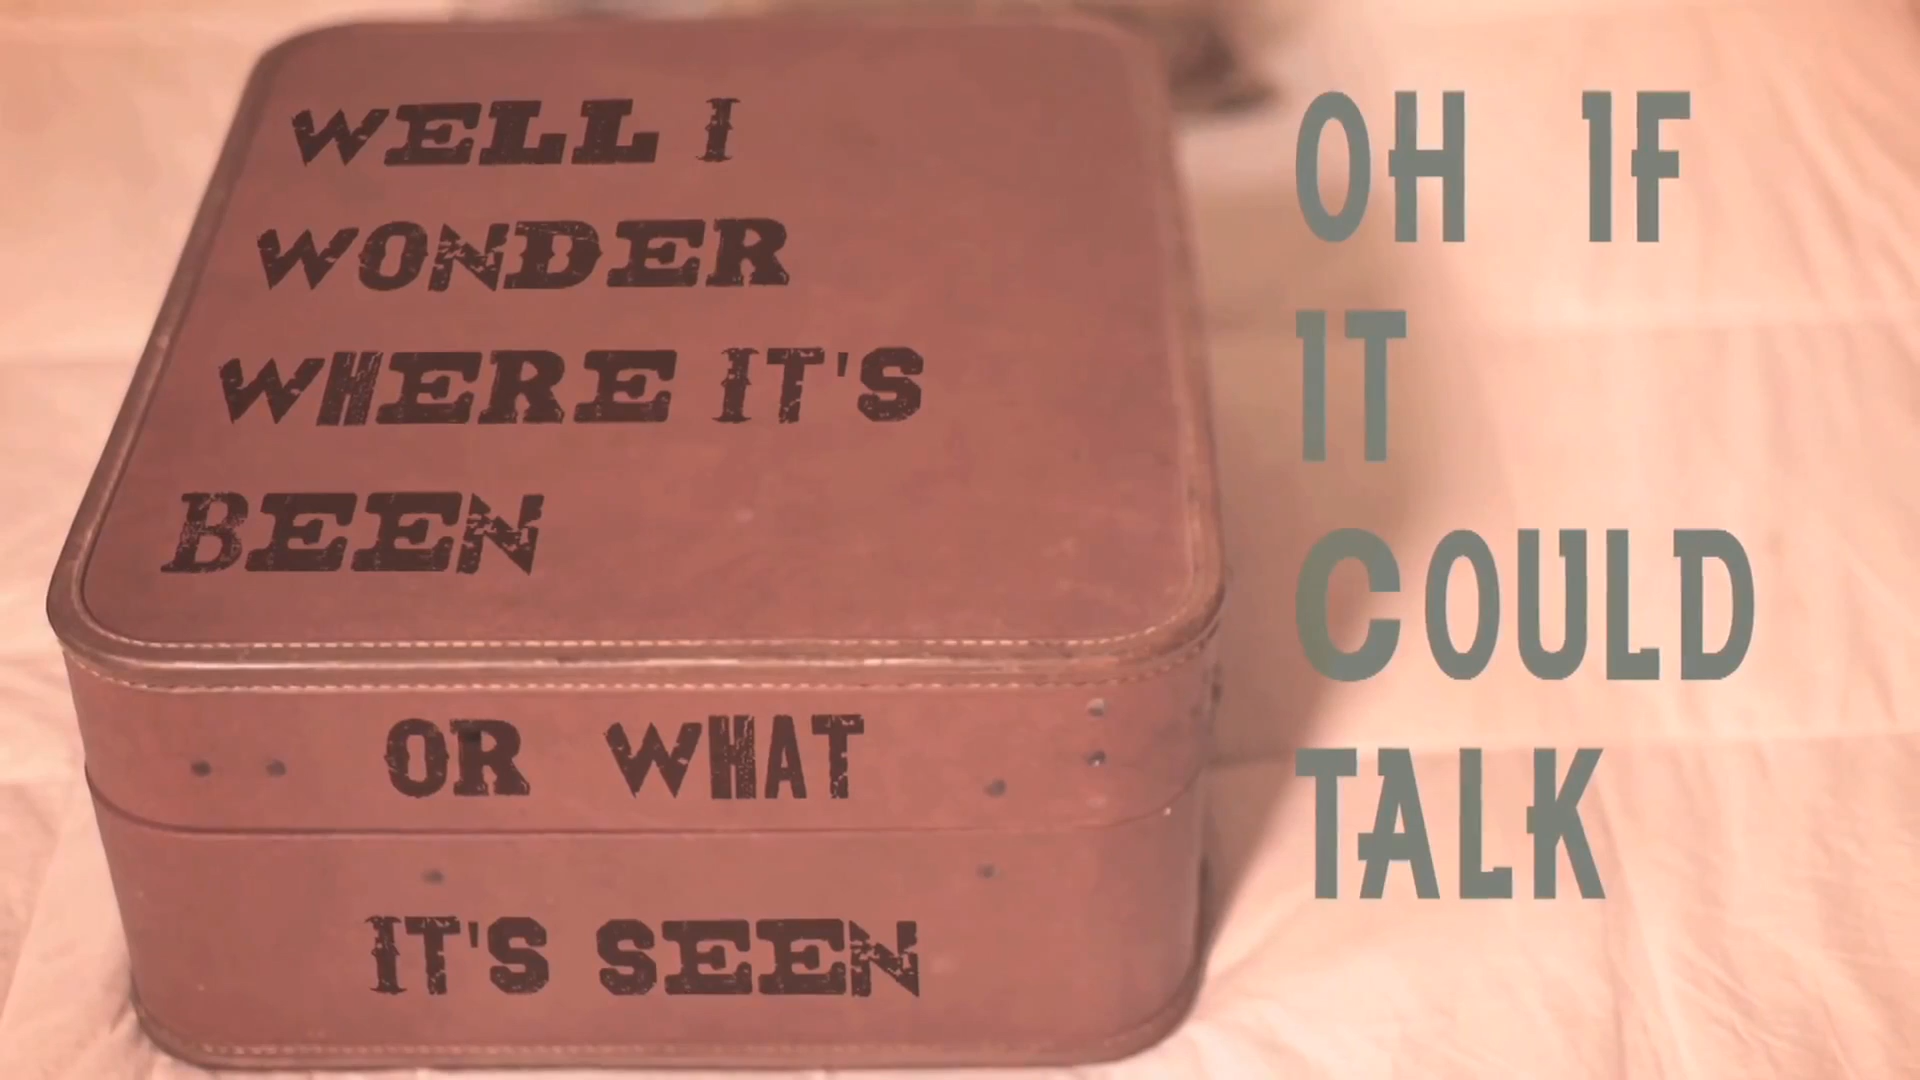 WELL I
WONDER
WHERE IT'S
BEEN
OR WHAT
IT'S SEEN
OH IF
IT
COULD
TALK